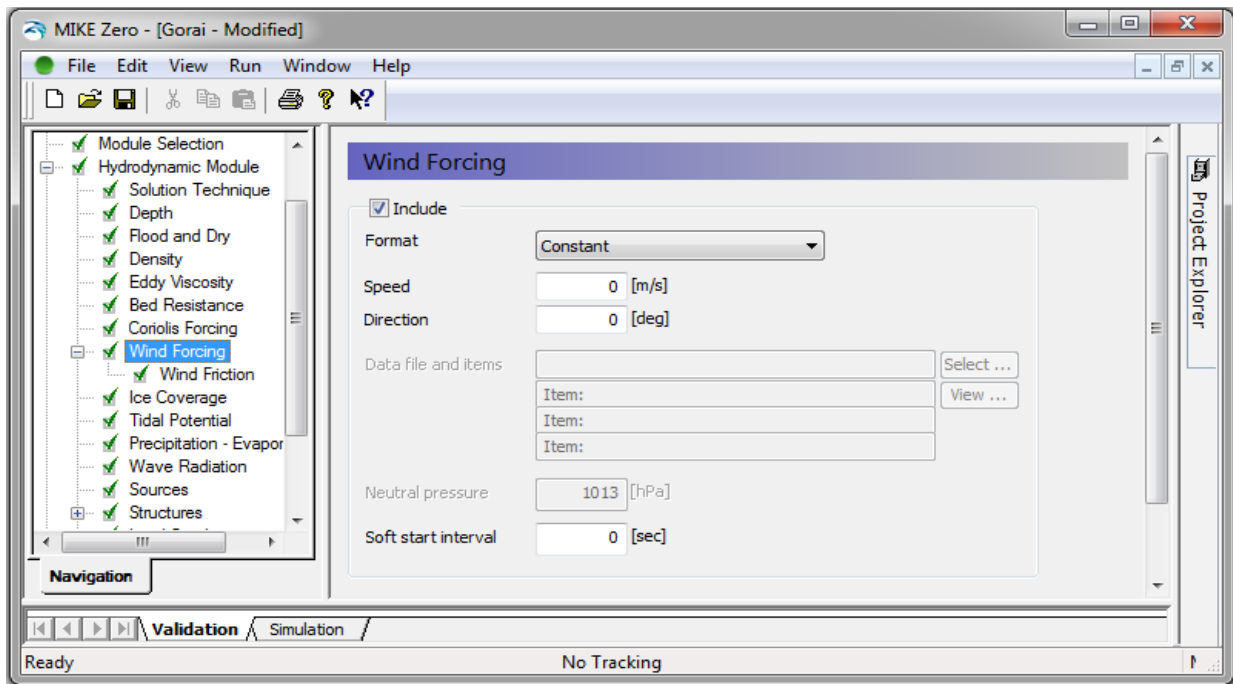 MIKE Zero - [Gorai - Modified]
File Edit View Run Window Help
Module Selection
Hydrodynamic Module
Solution Technique
Depth
Flood and Dry
Density
Eddy Viscosity
Bed Resistance
Coriolis Forcing
Wind Forcing
Wind Friction
Ice Coverage
Tidal Potential
Precipitation - Evapor
Wave Radiation
Sources
Structures
Navigation
Wind Forcing
Include
Format Constant
Speed 0 [m/s]
Direction 0 [deg]
Data file and items Select ...
Item: View ...
Item:
Item:
Neutral pressure 1013 [hPa]
Soft start interval 0 [sec]
Project Explorer
Validation Simulation
Ready No Tracking